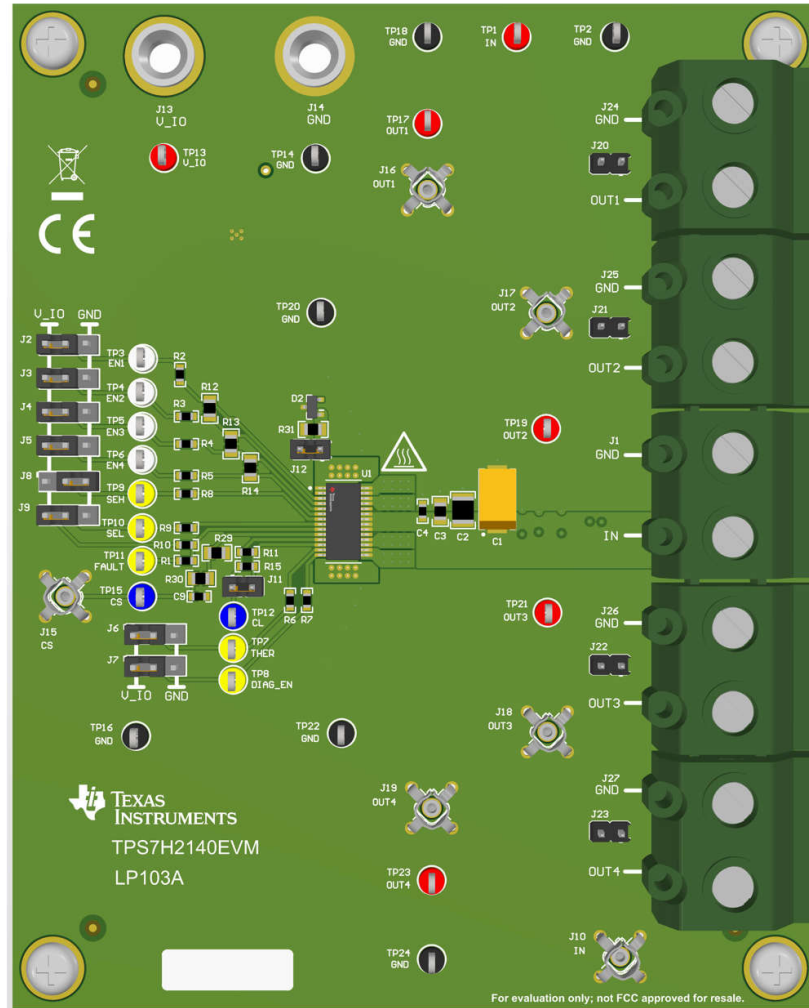 TP18
GND
TP1
IN
TP2
GND
J13
V_IO
J14
GND
TP17
OUT1
J24
GND
TP13
V_IO
TP14
GND
J20
J16
OUT1
OUT1
CE
J25
GND
J17
OUT2
TP20
GND
J21
V_IO GND
J2
TP3
EN1
R2
OUT2
J3
TP4
EN2
R12
D2
J4
TP5
EN3
R3
R13
R31
TP19
OUT2
J5
TP6
EN4
R4
R14
J12
J1
GND
J8
TP9
SEH
R5
R8
U1
J9
TP10
SEL
R9
R29
C4 C3 C2 C1
IN
TP11
FAULT
R10
R1
R11
R15
TP15
CS
R30
C9
J11
J15
CS
TP12
CL
R6 R7
TP21
OUT3
J26
GND
J6
TP7
THER
J22
J7
TP8
DIAG_EN
V_IO GND
OUT3
TP16
GND
TP22
GND
J18
OUT3
J19
OUT4
J27
GND
TEXAS
INSTRUMENTS
J23
TPS7H2140EVM
LP103A
TP23
OUT4
OUT4
TP24
GND
J10
IN
For evaluation only; not FCC approved for resale.